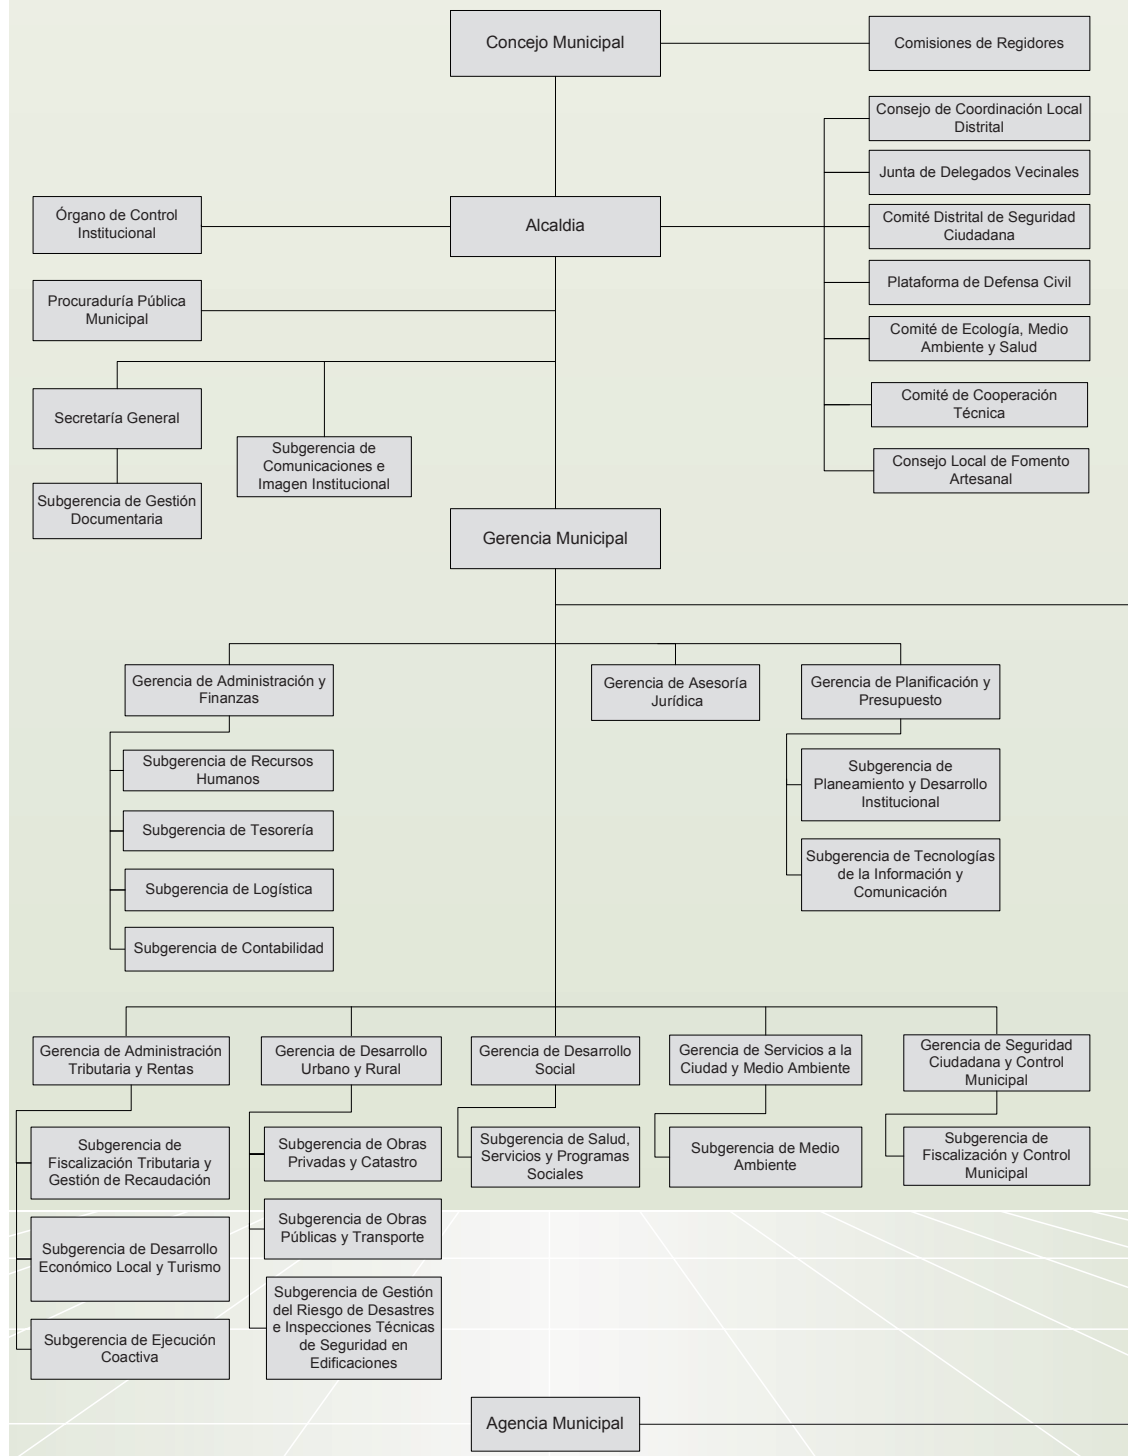 Concejo Municipal
Comisiones de Regidores
Consejo de Coordinación Local
Distrital
Junta de Delegados Vecinales
Órgano de Control
Institucional
Alcaldia
Comité Distrital de Seguridad
Ciudadana
Procuraduría Pública
Municipal
Plataforma de Defensa Civil
Comité de Ecología, Medio
Ambiente y Salud
Secretaría General
Comité de Cooperación
Técnica
Subgerencia de
Comunicaciones e
Imagen Institucional
Consejo Local de Fomento
Artesanal
Subgerencia de Gestión
Documentaria
Gerencia Municipal
Gerencia de Administración y
Finanzas
Gerencia de Asesoría
Jurídica
Gerencia de Planificación y
Presupuesto
Subgerencia de Recursos
Humanos
Subgerencia de Tesorería
Subgerencia de Logística
Subgerencia de Contabilidad
Subgerencia de
Planeamiento y Desarrollo
Institucional
Subgerencia de Tecnologías
de la Información y
Comunicación
Gerencia de Administración
Tributaria y Rentas
Gerencia de Desarrollo
Urbano y Rural
Gerencia de Desarrollo
Social
Gerencia de Servicios a la
Ciudad y Medio Ambiente
Gerencia de Seguridad
Ciudadana y Control
Municipal
Subgerencia de
Fiscalización Tributaria y
Gestión de Recaudación
Subgerencia de Obras
Privadas y Catastro
Subgerencia de Salud,
Servicios y Programas
Sociales
Subgerencia de Medio
Ambiente
Subgerencia de
Fiscalización y Control
Municipal
Subgerencia de Desarrollo
Económico Local y Turismo
Subgerencia de Obras
Públicas y Transporte
Subgerencia de Ejecución
Coactiva
Subgerencia de Gestión
del Riesgo de Desastres
e Inspecciones Técnicas
de Seguridad en
Edificaciones
Agencia Municipal